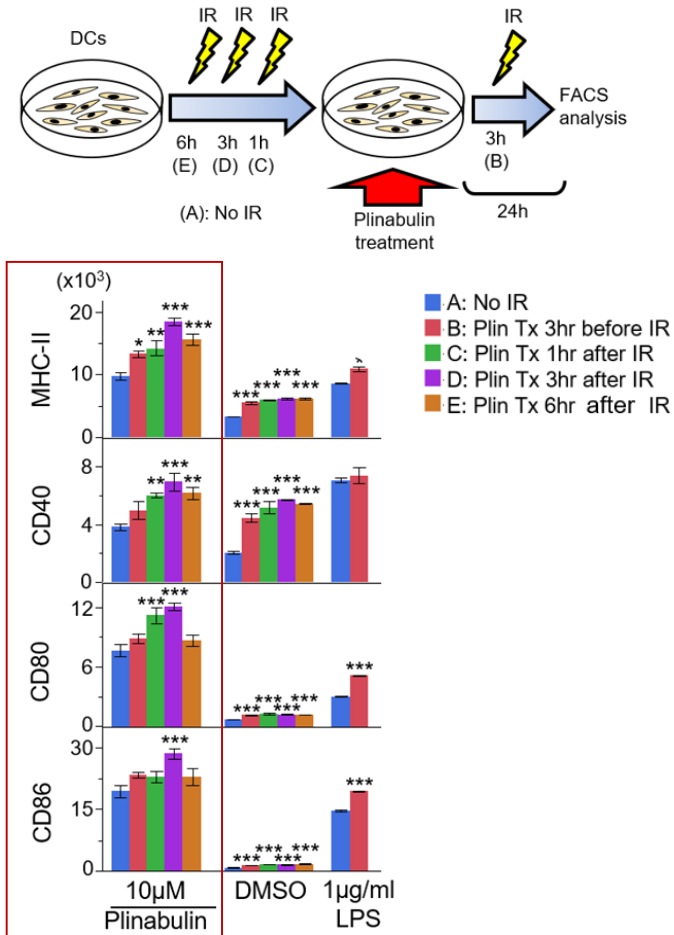 DCs
IR IR IR
IR
6h 3h 1h
(E) (D) (C)
3h
(B)
FACS
analysis
(A): No IR
Plinabulin
treatment
24h
(x10³)
20
10
0
MHC-II
* ** *** ***
*** *** *** ***
8
4
0
CD40
** *** **
*** *** *** ***
12
6
0
CD80
*** ***
*** *** *** ***
***
30
15
0
CD86
***
*** *** *** ***
***
10µM
Plinabulin
DMSO
1µg/ml
LPS
A: No IR
B: Plin Tx 3hr before IR
C: Plin Tx 1hr after IR
D: Plin Tx 3hr after IR
E: Plin Tx 6hr after IR